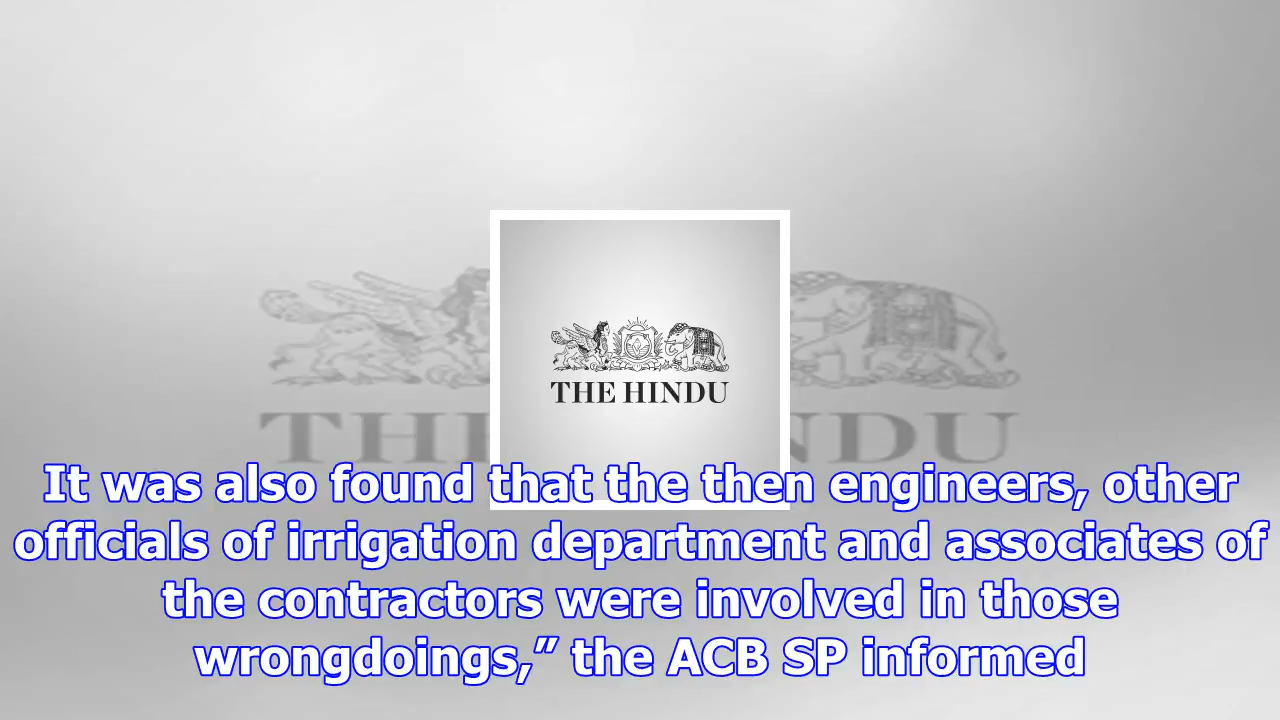 THE HINDU
It was also found that the then engineers, other
officials of irrigation department and associates of
the contractors were involved in those
wrongdoings,” the ACB SP informed